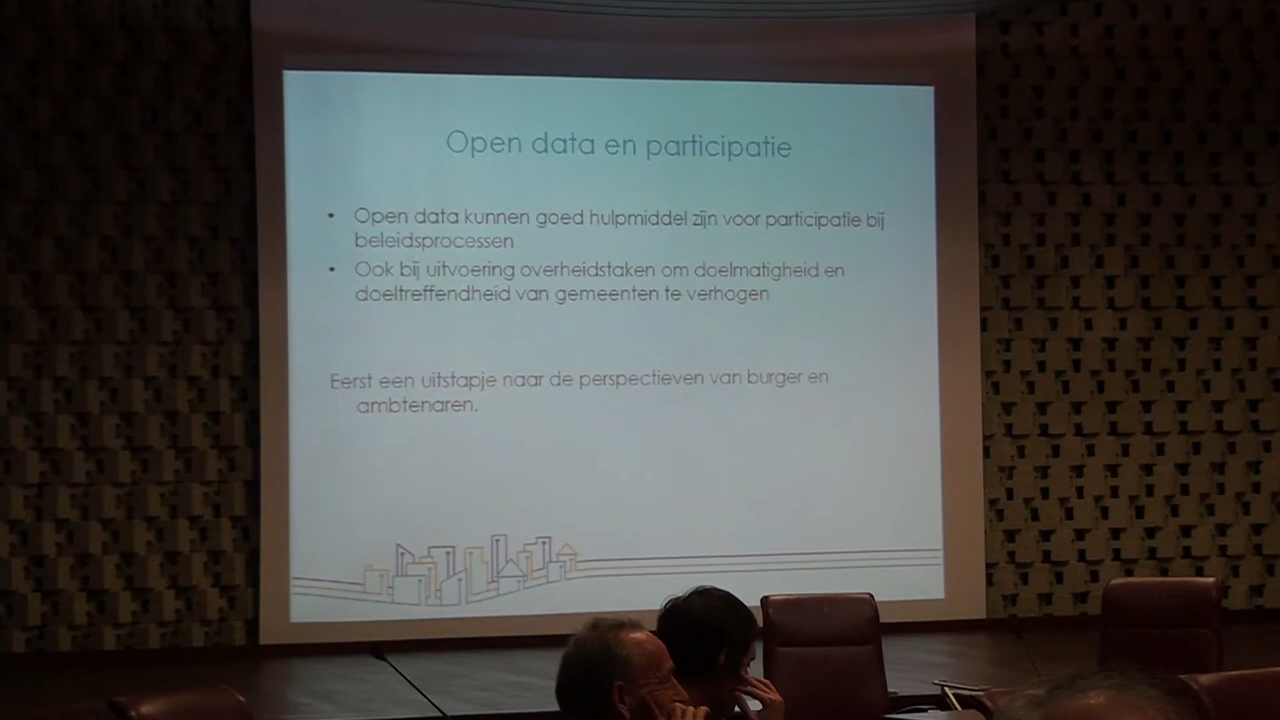 Open data en participatie
• Open data kunnen goed hulpmiddel zijn voor participatie bij
beleidsprocessen
• Ook bij uitvoering overheidstaken om doelmatigheid en
doeltreffendheid van gemeenten te verhogen
Eerst een uitstapje naar de perspectieven van burger en
ambtenaren.